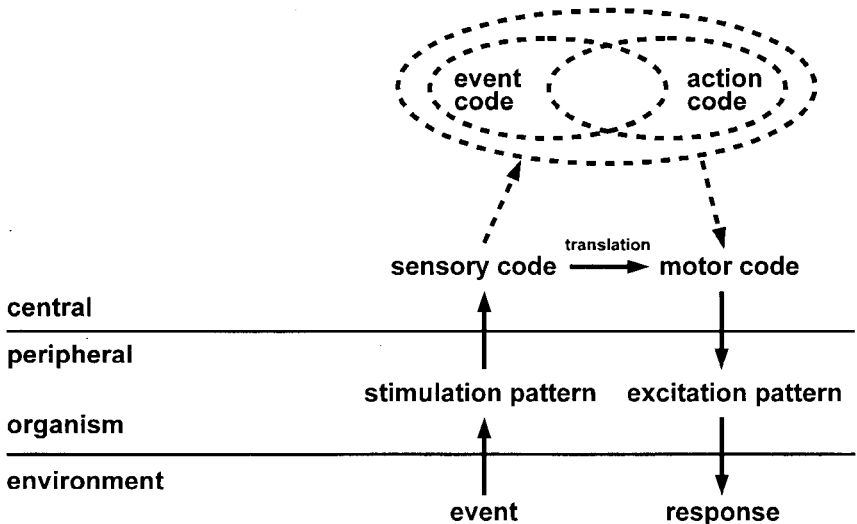 event action
code code
translation
sensory code motor code
central
peripheral
stimulation pattern excitation pattern
organism
environment
event response